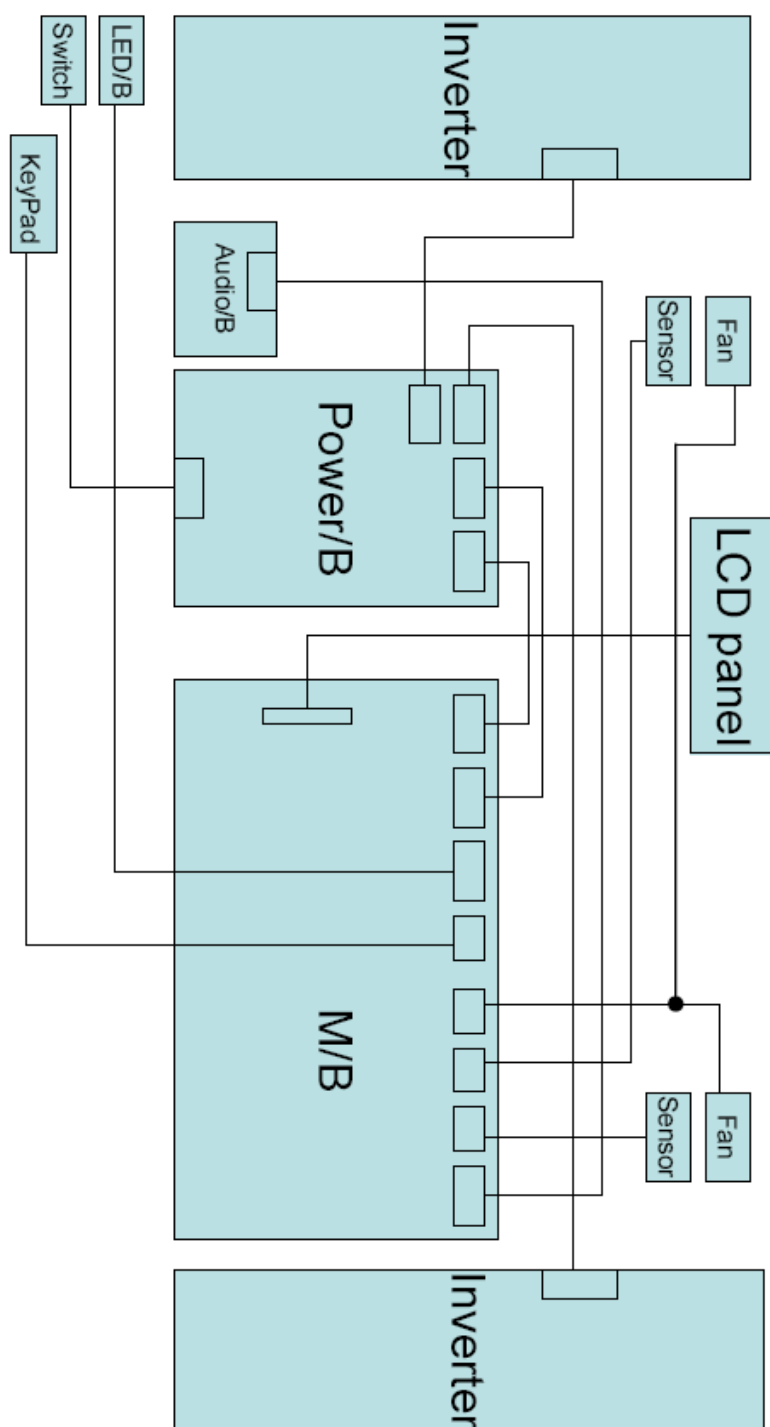 Inverter
LED/B
Switch
KeyPad
Audio/B
Sensor
Fan
Power/B
LCD panel
M/B
Sensor
Fan
Inverter